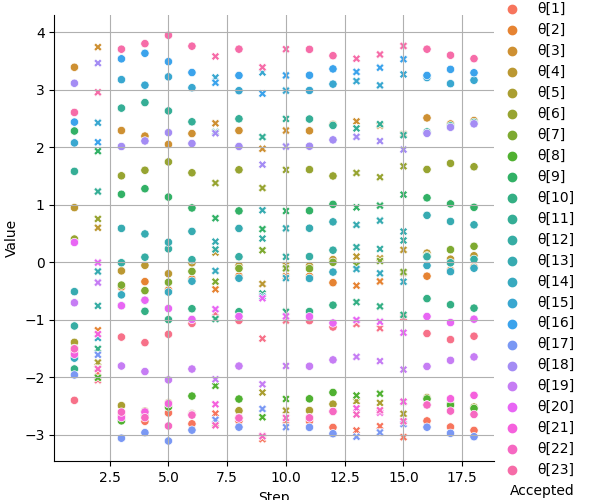 4
3
2
1
0
−1
−2
−3
Value
2.5 5.0 7.5 10.0 12.5 15.0 17.5
Step
θ[1]
θ[2]
θ[3]
θ[4]
θ[5]
θ[6]
θ[7]
θ[8]
θ[9]
θ[10]
θ[11]
θ[12]
θ[13]
θ[14]
θ[15]
θ[16]
θ[17]
θ[18]
θ[19]
θ[20]
θ[21]
θ[22]
θ[23]
Accepted